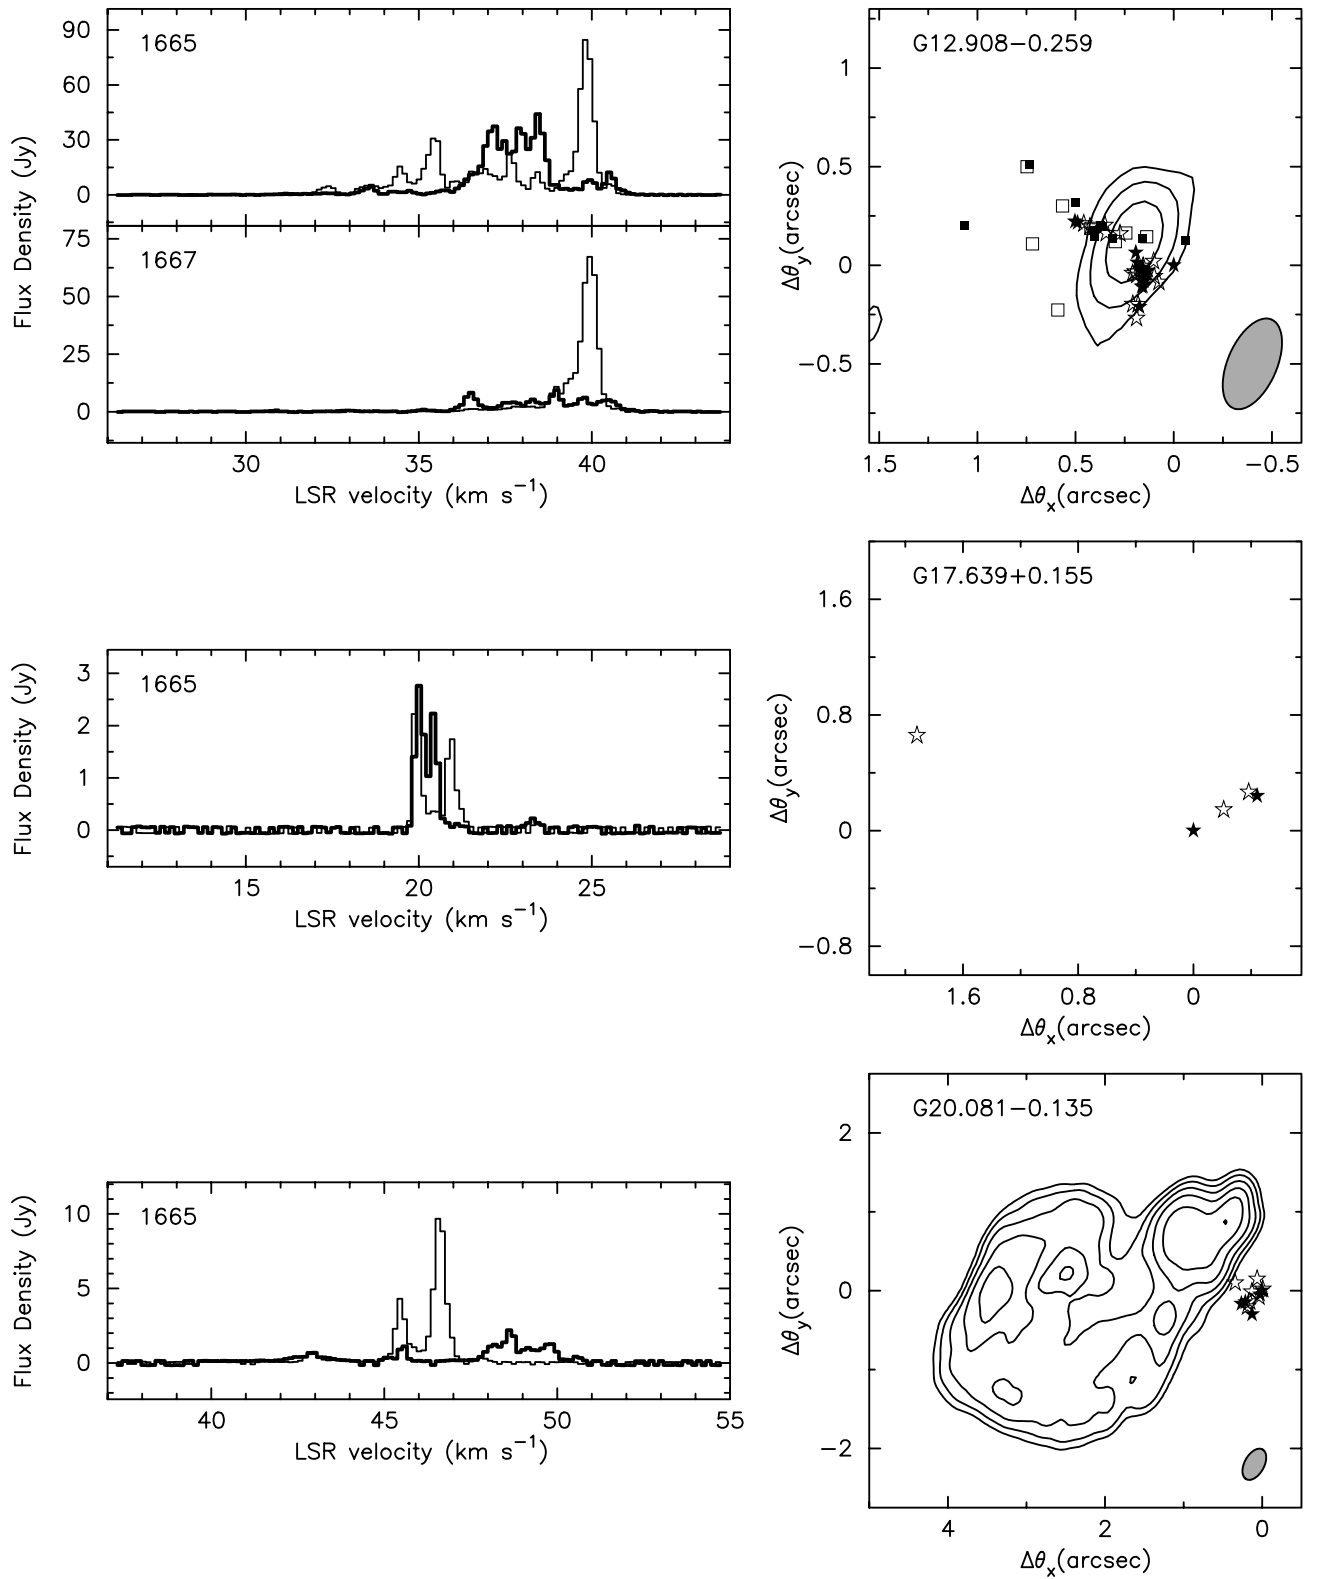 1665
90
60
30
0
Flux Density (Jy)
1667
75
50
25
0
30 35 40
LSR velocity (km s⁻¹)
G12.908−0.259
1
0.5
0
−0.5
Δθy(arcsec)
1.5 1 0.5 0 −0.5
Δθx(arcsec)
1665
3
2
1
0
Flux Density (Jy)
15 20 25
LSR velocity (km s⁻¹)
G17.639+0.155
1.6
0.8
0
−0.8
Δθy(arcsec)
1.6 0.8 0
Δθx(arcsec)
1665
10
5
0
Flux Density (Jy)
40 45 50 55
LSR velocity (km s⁻¹)
G20.081−0.135
2
0
−2
Δθy(arcsec)
4 2 0
Δθx(arcsec)